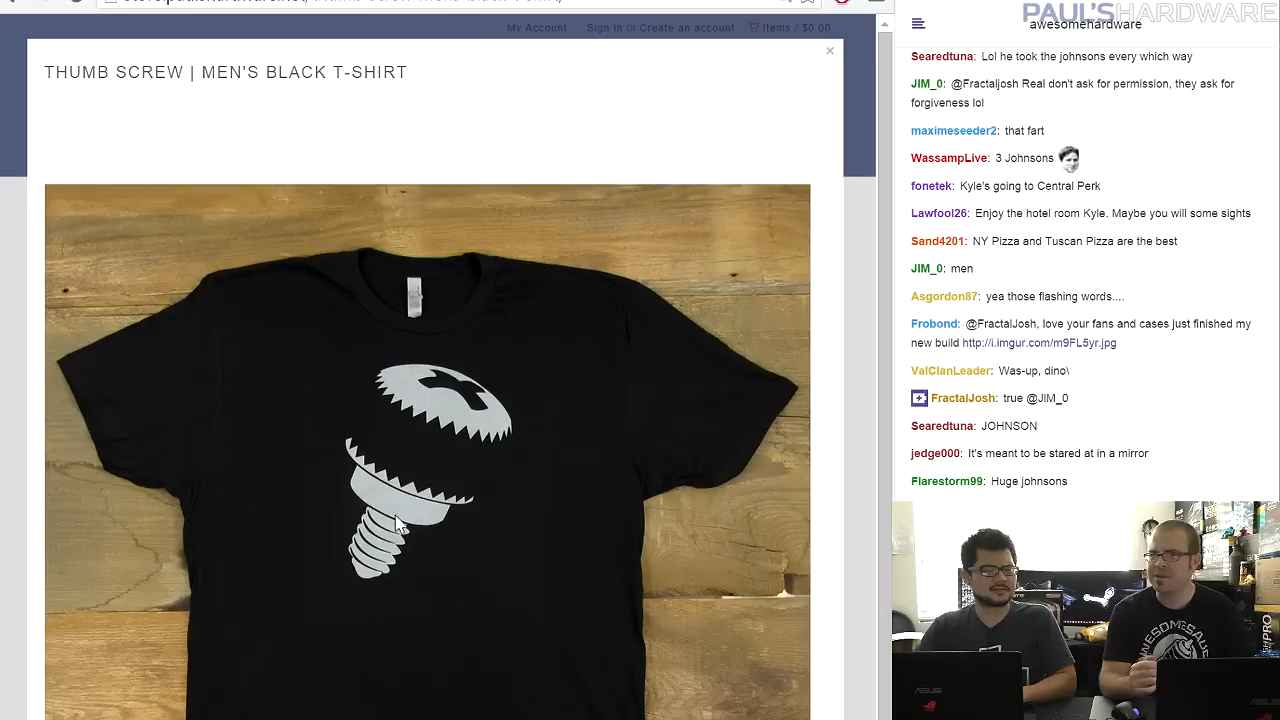 PAUL'SHARDWARE
awesomehardware
My Account Sign in or Create an account Items / $0.00
THUMB SCREW | MEN'S BLACK T-SHIRT
Searedtuna: Lol he took the johnsons every which way
JIM_0: @Fractaljosh Real don't ask for permission, they ask for
forgiveness lol
maximeseeder2: that fart
WassampLive: 3 Johnsons
fonetek: Kyle's going to Central Perk
Lawfool26: Enjoy the hotel room Kyle. Maybe you will some sights
Sand4201: NY Pizza and Tuscan Pizza are the best
JIM_0: men
Asgordon87: yea those flashing words....
Frobond: @FractalJosh, love your fans and cases just finished my
new build http://i.imgur.com/m9FL5yr.jpg
ValClanLeader: Was-up, dino\
FractalJosh: true @JIM_0
Searedtuna: JOHNSON
jedge000: It's meant to be stared at in a mirror
Flarestorm99: Huge johnsons
AWESOMESAUCE
ASUS
ASUS